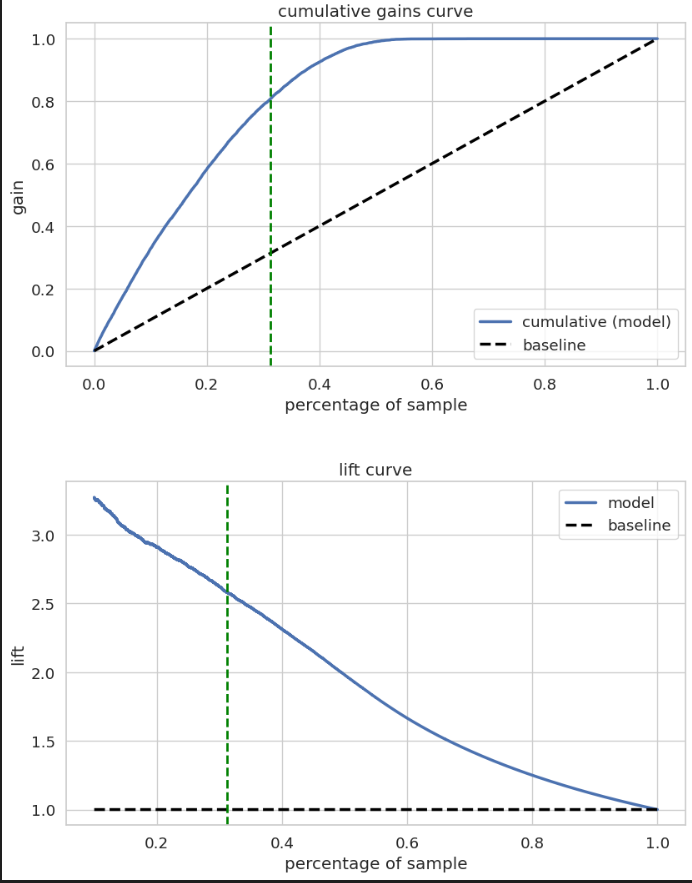 cumulative gains curve
1.0
0.8
0.6
0.4
0.2
0.0
gain
cumulative (model)
baseline
0.0 0.2 0.4 0.6 0.8 1.0
percentage of sample
lift curve
model
baseline
3.0
2.5
2.0
1.5
1.0
lift
0.2 0.4 0.6 0.8 1.0
percentage of sample